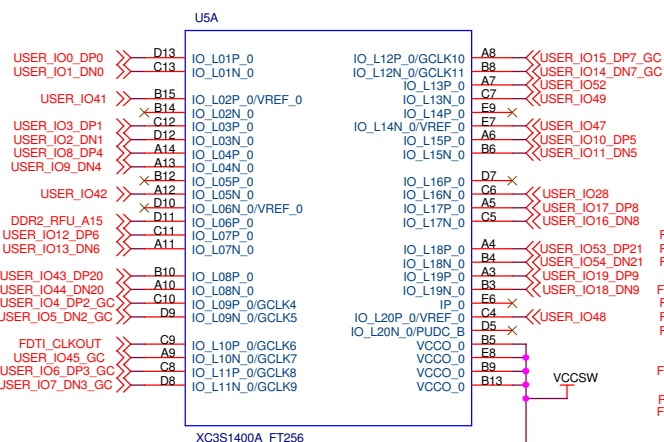 U5A
USER_IO0_DP0 D13 IO_L01P_0
USER_IO1_DN0 C13 IO_L01N_0
USER_IO41 B15 IO_L02P_0/VREF_0
B14 IO_L02N_0
USER_IO3_DP1 C12 IO_L03P_0
USER_IO2_DN1 D12 IO_L03N_0
USER_IO8_DP4 A14 IO_L04P_0
USER_IO9_DN4 A13 IO_L04N_0
B12 IO_L05P_0
USER_IO42 A12 IO_L05N_0
D10 IO_L06N_0/VREF_0
DDR2_RFU_A15 D11 IO_L06P_0
USER_IO12_DP6 C11 IO_L07P_0
USER_IO13_DN6 A11 IO_L07N_0
USER_IO43_DP20 B10 IO_L08P_0
USER_IO44_DN20 A10 IO_L08N_0
USER_IO4_DP2_GC C10 IO_L09P_0/GCLK4
USER_IO5_DN2_GC D9 IO_L09N_0/GCLK5
FDTI_CLKOUT C9 IO_L10P_0/GCLK6
USER_IO45_GC A9 IO_L10N_0/GCLK7
USER_IO6_DP3_GC C8 IO_L11P_0/GCLK8
USER_IO7_DN3_GC D8 IO_L11N_0/GCLK9
IO_L12P_0/GCLK10 A8 USER_IO15_DP7_GC
IO_L12N_0/GCLK11 B8 USER_IO14_DN7_GC
IO_L13P_0 A7 USER_IO52
IO_L13N_0 C7 USER_IO49
IO_L14P_0 E9
IO_L14N_0/VREF_0 E7 USER_IO47
IO_L15P_0 A6 USER_IO10_DP5
IO_L15N_0 B6 USER_IO11_DN5
IO_L16P_0 D7
IO_L16N_0 C6 USER_IO28
IO_L17P_0 A5 USER_IO17_DP8
IO_L17N_0 C5 USER_IO16_DN8
IO_L18P_0 A4 USER_IO53_DP21
IO_L18N_0 B4 USER_IO54_DN21
IO_L19P_0 A3 USER_IO19_DP9
IO_L19N_0 B3 USER_IO18_DN9
IP_0 E6
IO_L20P_0/VREF_0 C4 USER_IO48
IO_L20N_0/PUDC_B D5
VCCO_0 B5
VCCO_0 E8
VCCO_0 B9
VCCO_0 B13
VCCSW
XC3S1400A_FT256